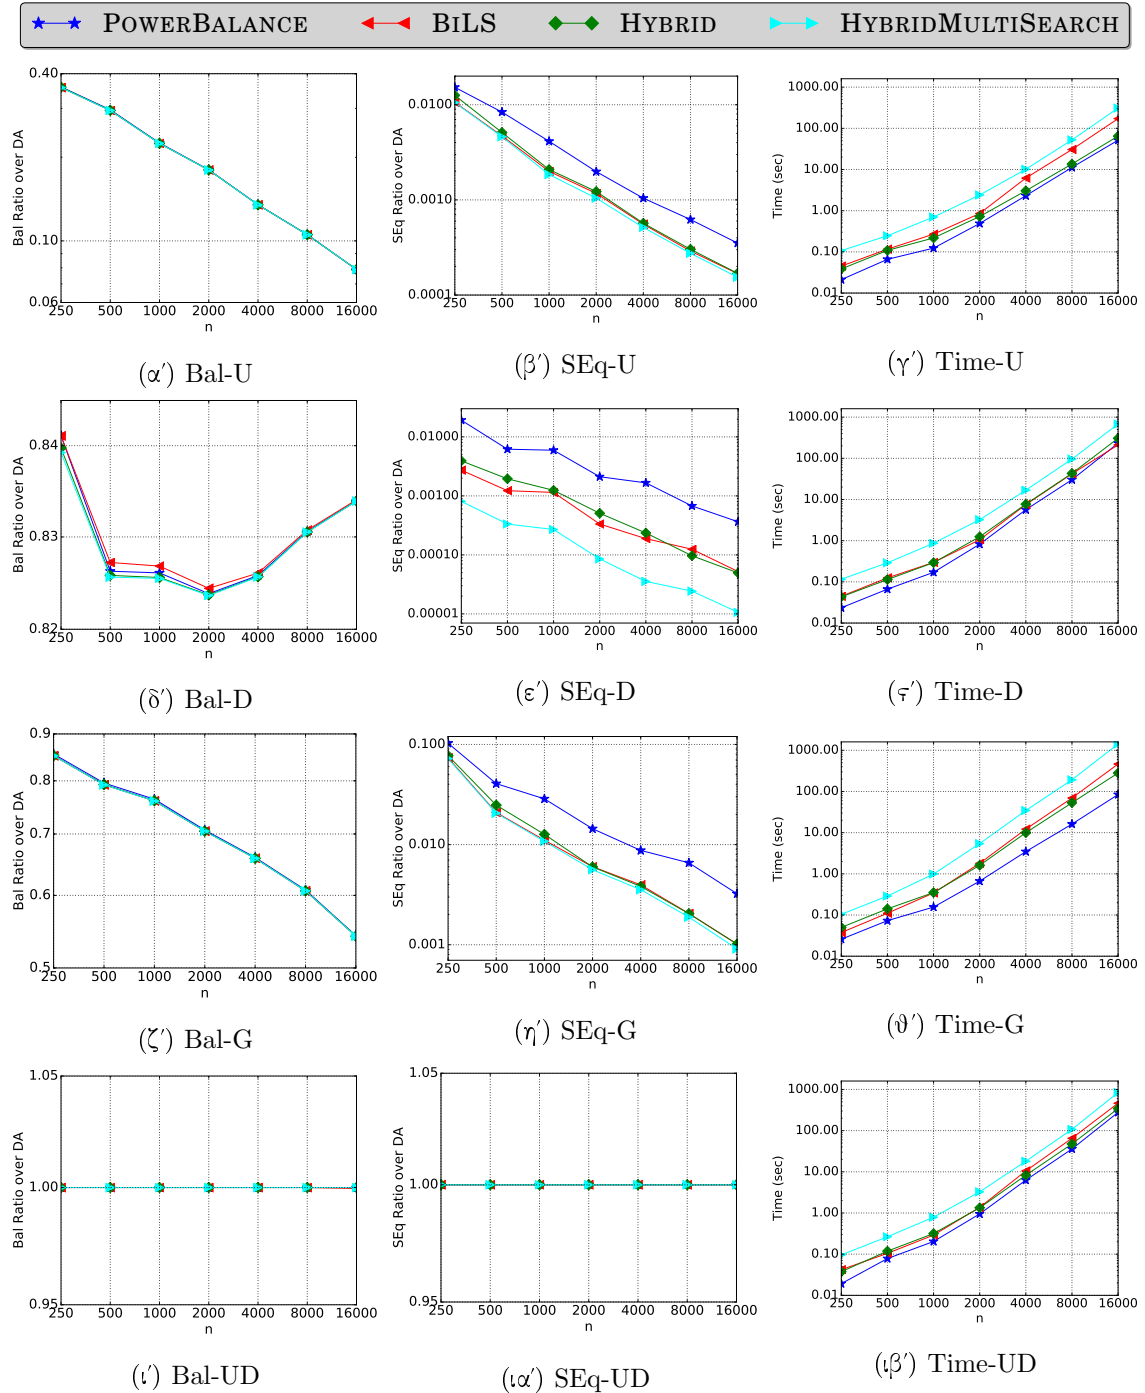 POWERBALANCE BILS HYBRID HYBRIDMULTISEARCH
0.40
0.10
0.06
Bal Ratio over DA
250 500 1000 2000 4000 8000 16000
n
(α′) Bal-U
0.0100
0.0010
0.0001
SEq Ratio over DA
250 500 1000 2000 4000 8000 16000
n
(β′) SEq-U
1000.00
100.00
10.00
1.00
0.10
0.01
Time (sec)
250 500 1000 2000 4000 8000 16000
n
(γ′) Time-U
0.84
0.83
0.82
Bal Ratio over DA
250 500 1000 2000 4000 8000 16000
n
(δ′) Bal-D
0.01000
0.00100
0.00010
0.00001
SEq Ratio over DA
250 500 1000 2000 4000 8000 16000
n
(ε′) SEq-D
1000.00
100.00
10.00
1.00
0.10
0.01
Time (sec)
250 500 1000 2000 4000 8000 16000
n
(ϛ′) Time-D
0.9
0.8
0.7
0.6
0.5
Bal Ratio over DA
250 500 1000 2000 4000 8000 16000
n
(ζ′) Bal-G
0.100
0.010
0.001
SEq Ratio over DA
250 500 1000 2000 4000 8000 16000
n
(η′) SEq-G
1000.00
100.00
10.00
1.00
0.10
0.01
Time (sec)
250 500 1000 2000 4000 8000 16000
n
(ϑ′) Time-G
1.05
1.00
0.95
Bal Ratio over DA
250 500 1000 2000 4000 8000 16000
n
(ι′) Bal-UD
1.05
1.00
0.95
SEq Ratio over DA
250 500 1000 2000 4000 8000 16000
n
(ια′) SEq-UD
1000.00
100.00
10.00
1.00
0.10
0.01
Time (sec)
250 500 1000 2000 4000 8000 16000
n
(ιβ′) Time-UD